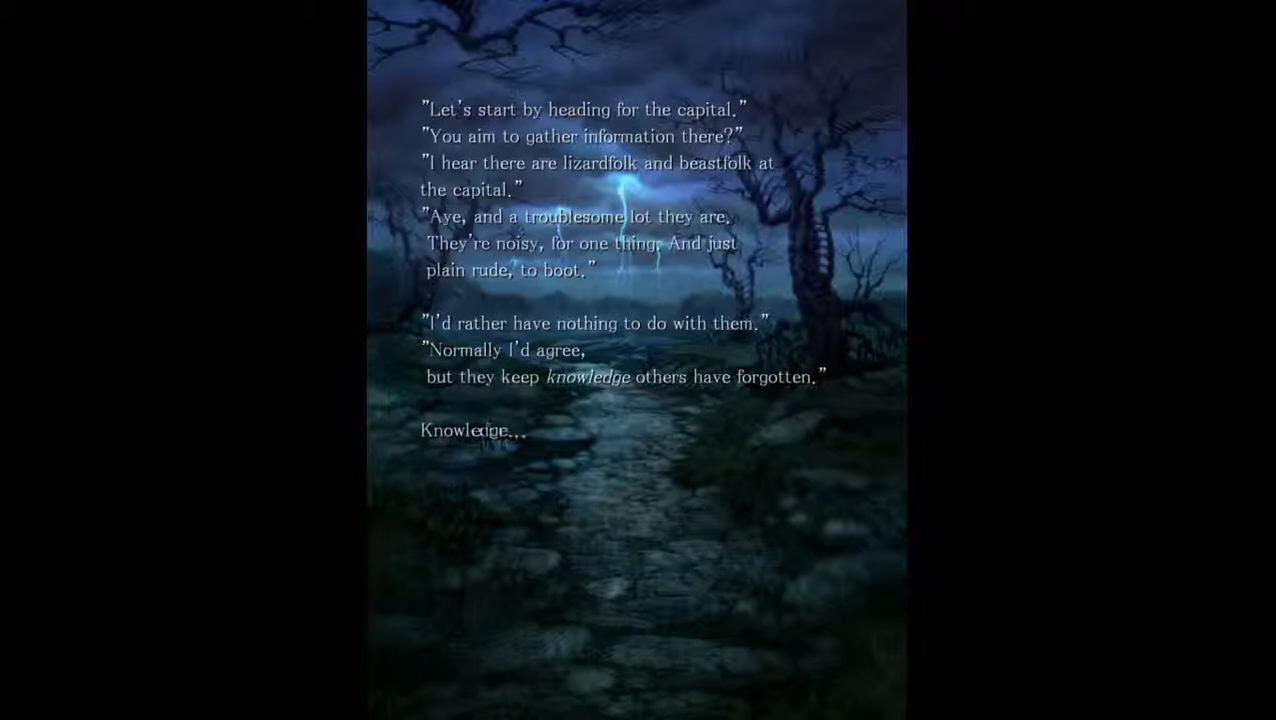 "Let's start by heading for the capital."
"You aim to gather information there?"
"I hear there are lizardfolk and beastfolk at
the capital."
"Aye, and a troublesome lot they are.
They're noisy, for one thing. And just
plain rude, to boot."
"I'd rather have nothing to do with them."
"Normally I'd agree,
but they keep knowledge others have forgotten."
Knowledge...